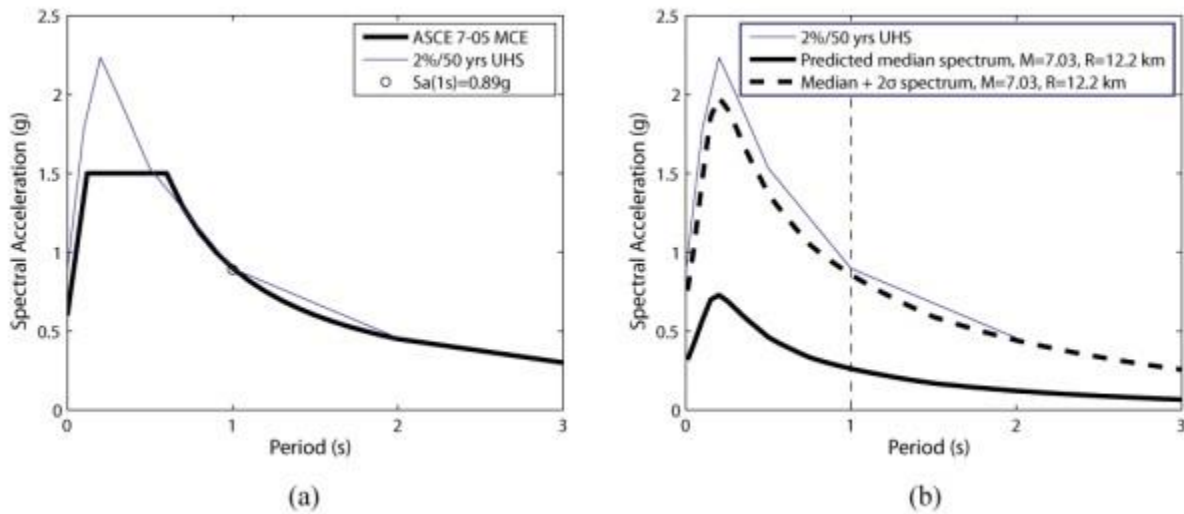 2.5
2
1.5
1
0.5
0
Spectral Acceleration (g)
ASCE 7-05 MCE
2%/50 yrs UHS
Sa(1s)=0.89g
0 1 2 3
Period (s)
(a)
2.5
2
1.5
1
0.5
0
Spectral Acceleration (g)
2%/50 yrs UHS
Predicted median spectrum, M=7.03, R=12.2 km
Median + 2σ spectrum, M=7.03, R=12.2 km
0 1 2 3
Period (s)
(b)